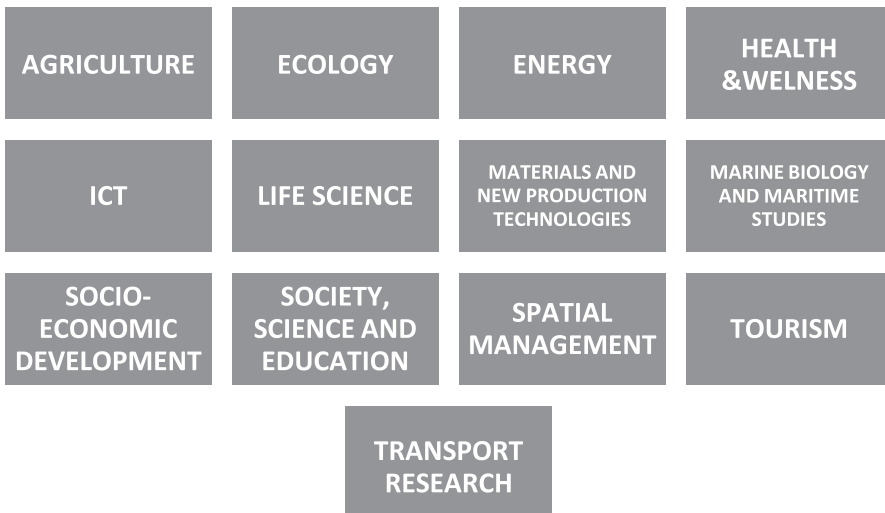 AGRICULTURE
ECOLOGY
ENERGY
HEALTH
&WELNESS
ICT
LIFE SCIENCE
MATERIALS AND
NEW PRODUCTION
TECHNOLOGIES
MARINE BIOLOGY
AND MARITIME
STUDIES
SOCIO-
ECONOMIC
DEVELOPMENT
SOCIETY,
SCIENCE AND
EDUCATION
SPATIAL
MANAGEMENT
TOURISM
TRANSPORT
RESEARCH